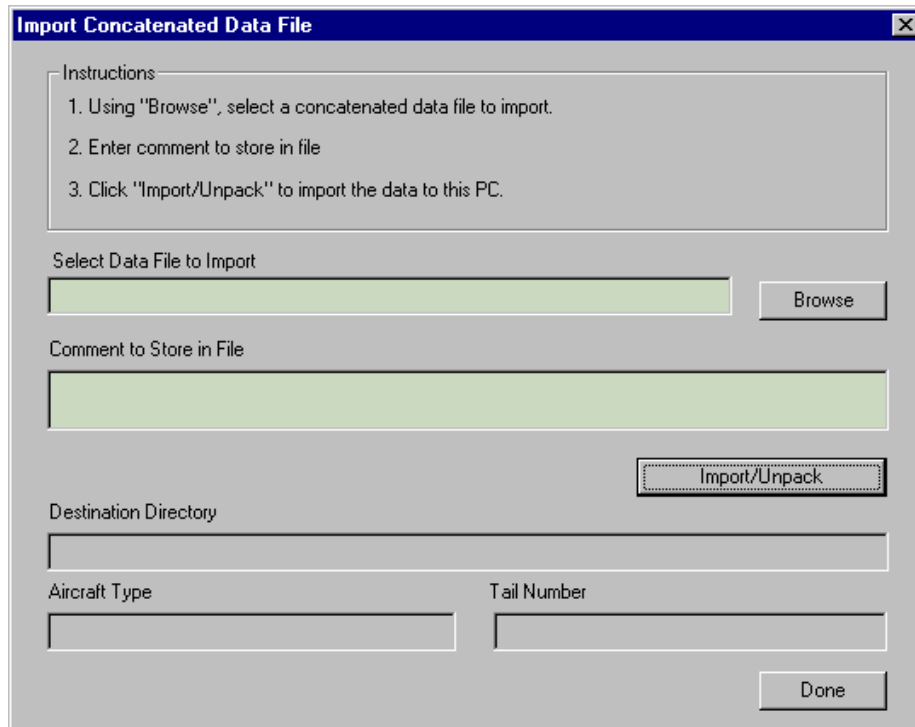 Import Concatenated Data File
Instructions
1. Using "Browse", select a concatenated data file to import.
2. Enter comment to store in file
3. Click "Import/Unpack" to import the data to this PC.
Select Data File to Import
Browse
Comment to Store in File
Import/Unpack
Destination Directory
Aircraft Type
Tail Number
Done